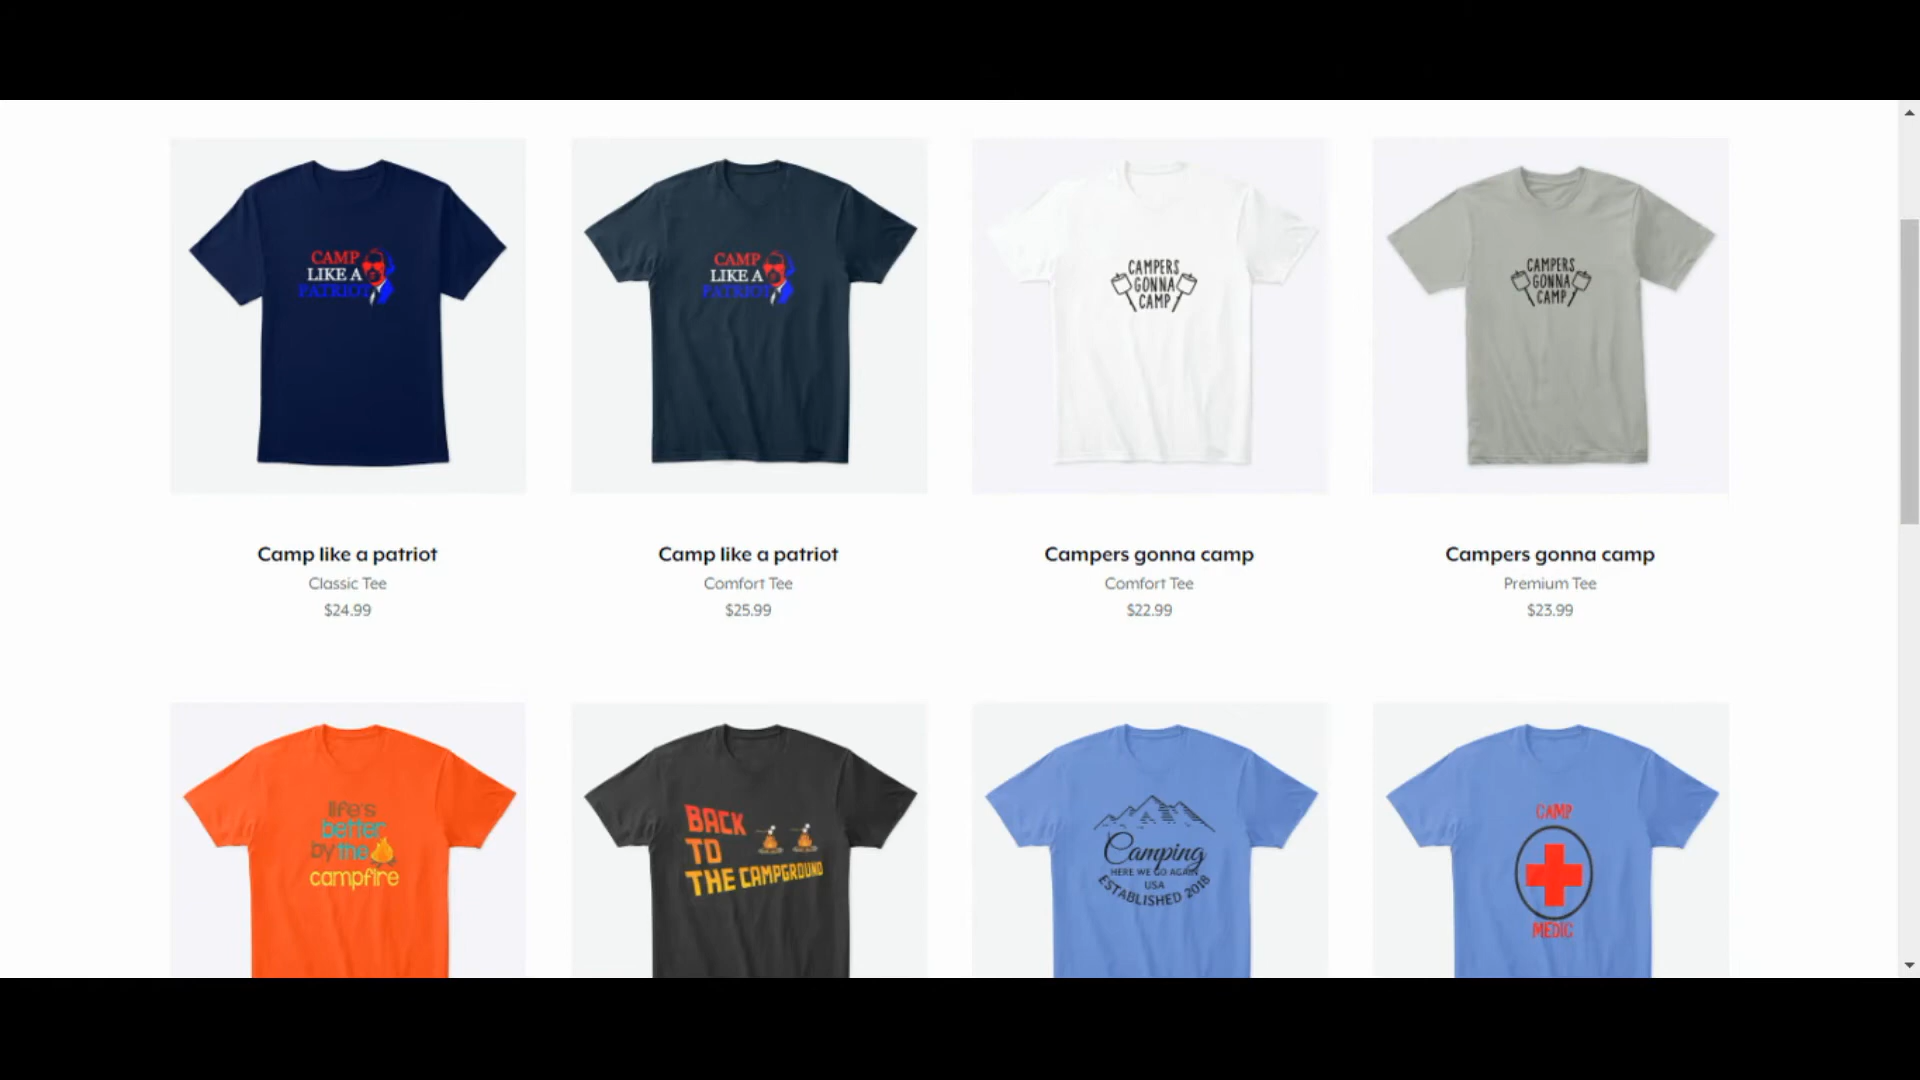 CAMP
LIKE A
PATRIOT
CAMP
LIKE A
PATRIOT
CAMPERS
GONNA
CAMP
CAMPERS
GONNA
CAMP
Camp like a patriot
Classic Tee
$24.99
Camp like a patriot
Comfort Tee
$25.99
Campers gonna camp
Comfort Tee
$22.99
Campers gonna camp
Premium Tee
$23.99
life's
better
by the
campfire
BACK
TO
THE CAMPGROUND
Camping
HERE WE GO AGAIN
USA
ESTABLISHED 2018
CAMP
MEDIC